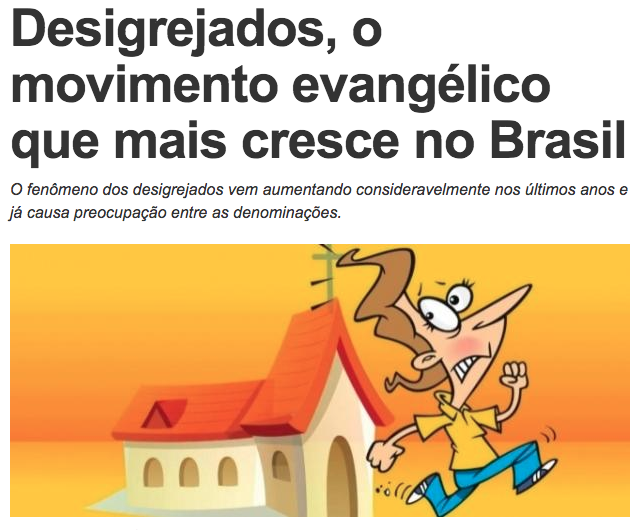 Desigrejados, o
movimento evangélico
que mais cresce no Brasil
O fenômeno dos desigrejados vem aumentando consideravelmente nos últimos anos e
já causa preocupação entre as denominações.